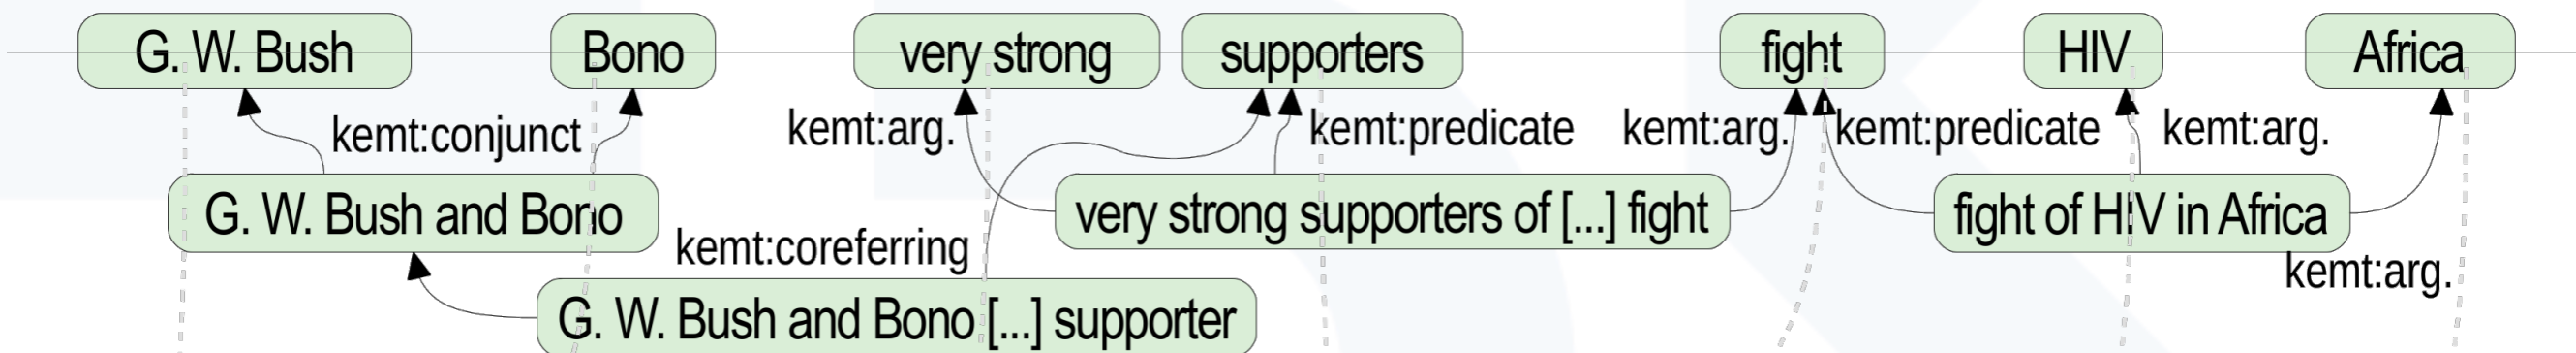 G. W. Bush
Bono
very strong
supporters
fight
HIV
Africa
kemt:conjunct
kemt:arg.
kemt:predicate
kemt:arg.
kemt:predicate
kemt:arg.
G. W. Bush and Bono
very strong supporters of [...] fight
fight of HIV in Africa
kemt:coreferring
kemt:arg.
G. W. Bush and Bono [...] supporter